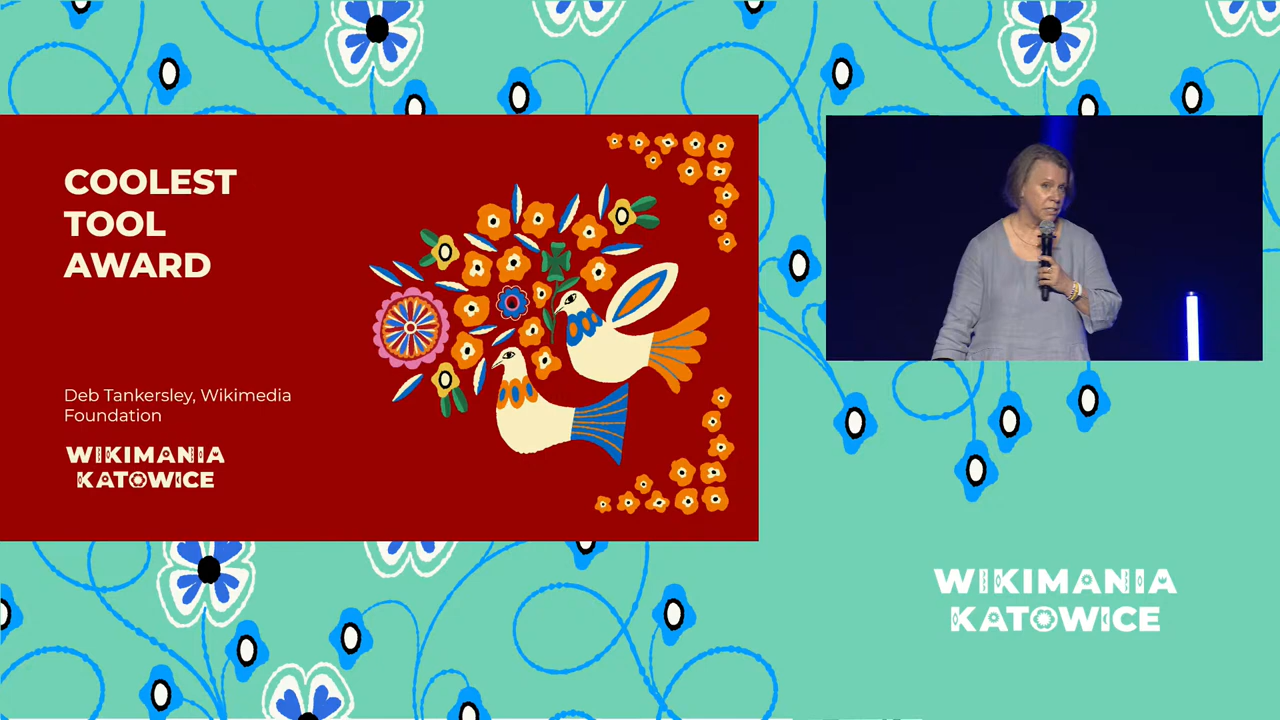 COOLEST
TOOL
AWARD
Deb Tankersley, Wikimedia
Foundation
WIKIMANIA
KATOWICE
WIKIMANIA
KATOWICE